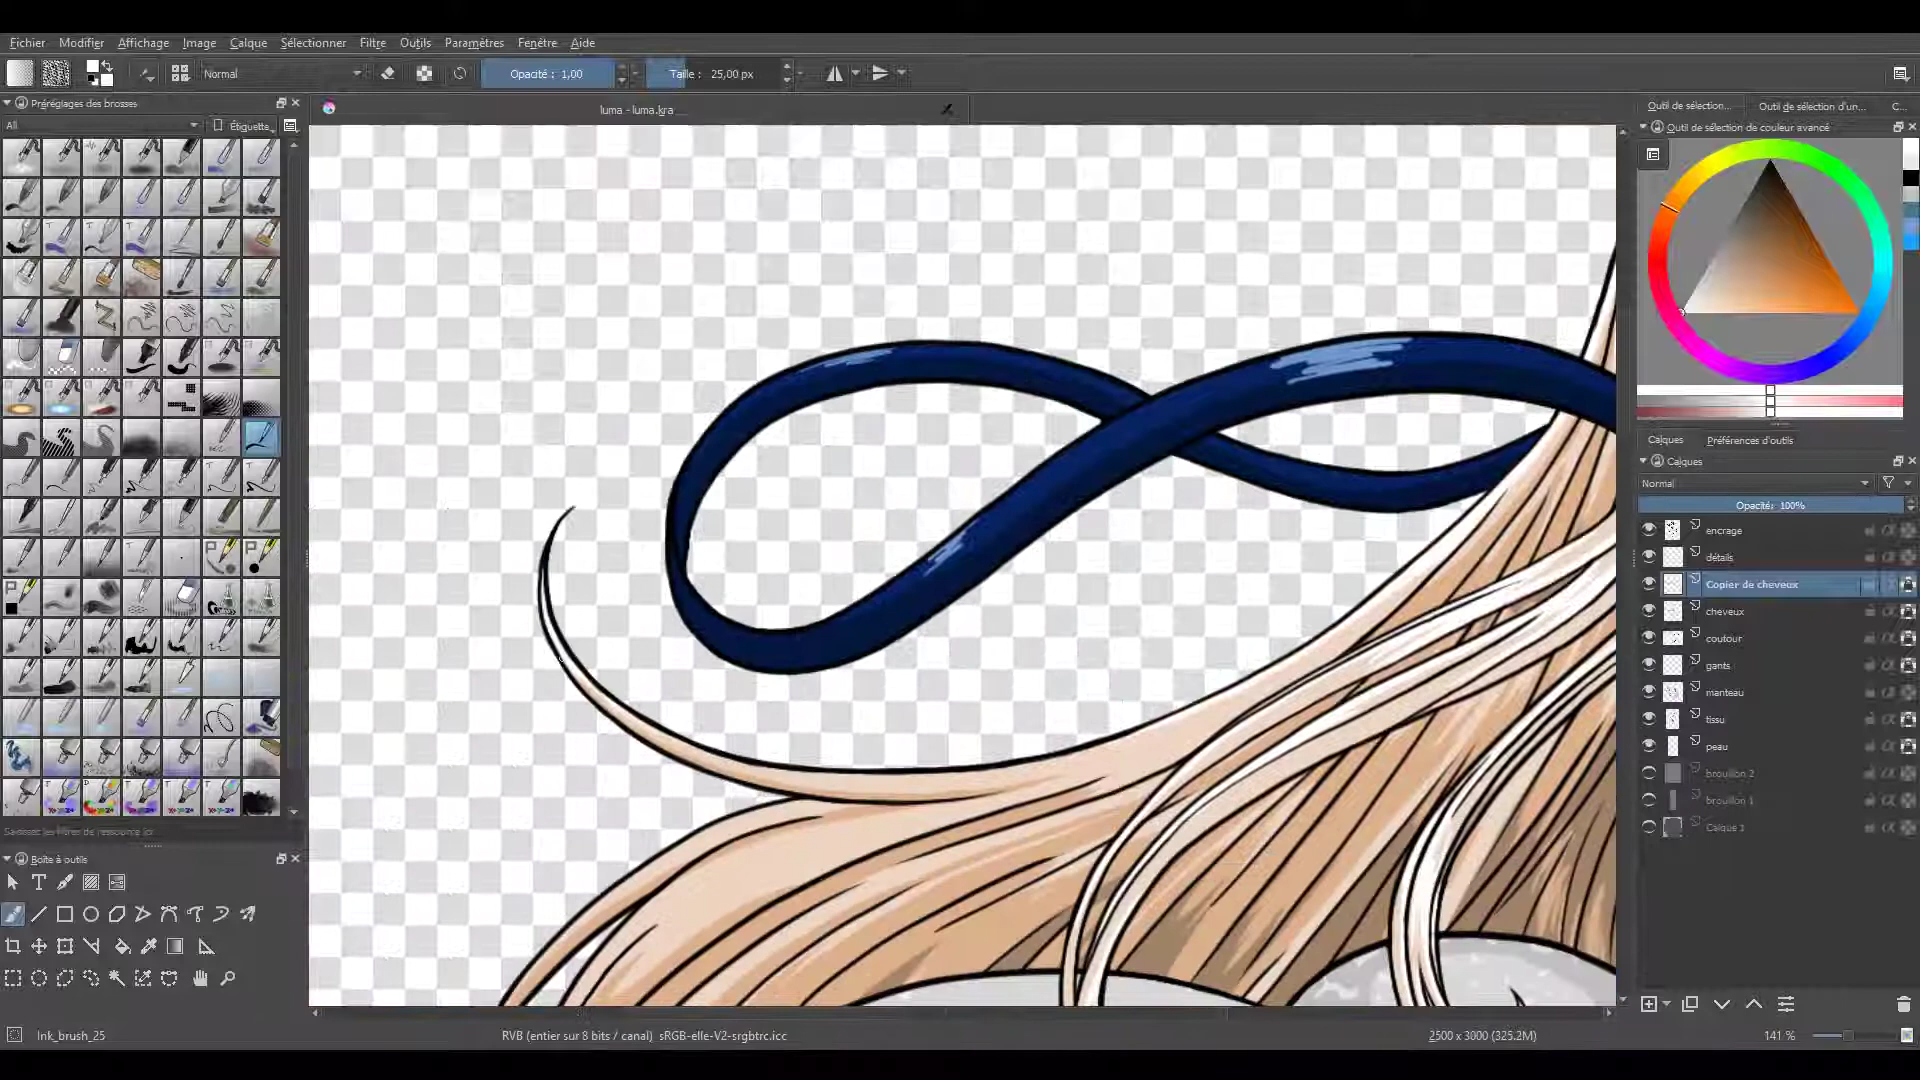 Fichier Modifier Affichage Image Calque Sélectionner Filtre Outils Paramètres Fenêtre Aide
Normal Opacité : 1,00 Taille : 25,00 px
Préréglages des brosses
All Étiquette
luma - luma.kra
Outil de sélection... Outil de sélection d'un... C...
Outil de sélection de couleur avancé
Calques Préférences d'outils
Calques
Normal
Opacité: 100%
encrage
détails
Copier de cheveux
cheveux
coutour
gants
manteau
tissu
peau
brouillon 2
brouillon 1
Calque 1
Boîte à outils
Ink_brush_25 RVB (entier sur 8 bits / canal) sRGB-elle-V2-srgbtrc.icc 2500 x 3000 (325.2M) 141 %